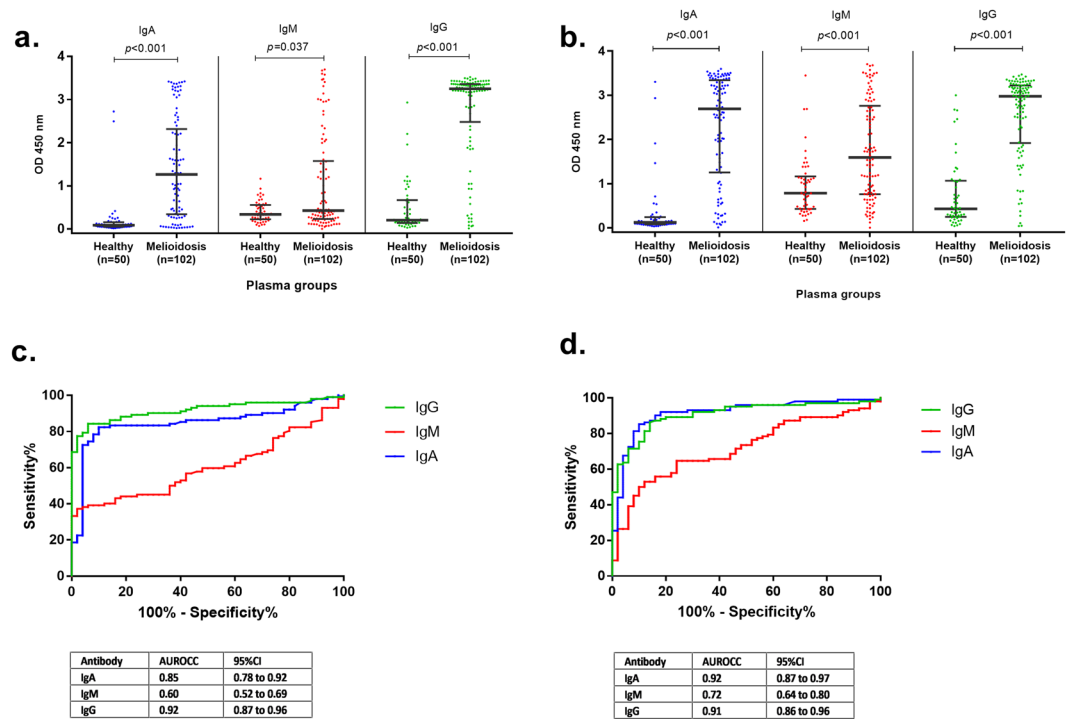 a.
IgA
IgM
IgG
p<0.001
p=0.037
p<0.001
4
3
2
1
0
OD 450 nm
Healthy
(n=50)
Melioidosis
(n=102)
Healthy
(n=50)
Melioidosis
(n=102)
Healthy
(n=50)
Melioidosis
(n=102)
Plasma groups
b.
IgA
IgM
IgG
p<0.001
p<0.001
p<0.001
4
3
2
1
0
OD 450 nm
Healthy
(n=50)
Melioidosis
(n=102)
Healthy
(n=50)
Melioidosis
(n=102)
Healthy
(n=50)
Melioidosis
(n=102)
Plasma groups
c.
100
80
60
40
20
0
Sensitivity%
0 20 40 60 80 100
100% - Specificity%
IgG
IgM
IgA
Antibody AUROCC 95%CI
IgA 0.85 0.78 to 0.92
IgM 0.60 0.52 to 0.69
IgG 0.92 0.87 to 0.96
d.
100
80
60
40
20
0
Sensitivity%
0 20 40 60 80 100
100% - Specificity%
IgG
IgM
IgA
Antibody AUROCC 95%CI
IgA 0.92 0.87 to 0.97
IgM 0.72 0.64 to 0.80
IgG 0.91 0.86 to 0.96